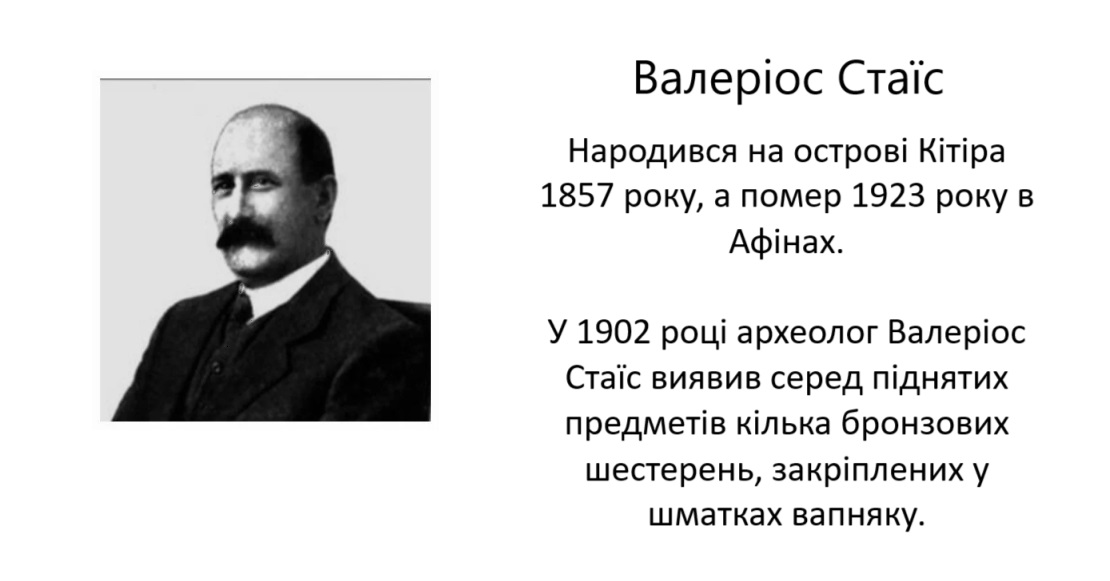 Валеріос Стаїс
Народився на острові Кітіра
1857 року, а помер 1923 року в
Афінах.
У 1902 році археолог Валеріос
Стаїс виявив серед піднятих
предметів кілька бронзових
шестерень, закріплених у
шматках вапняку.